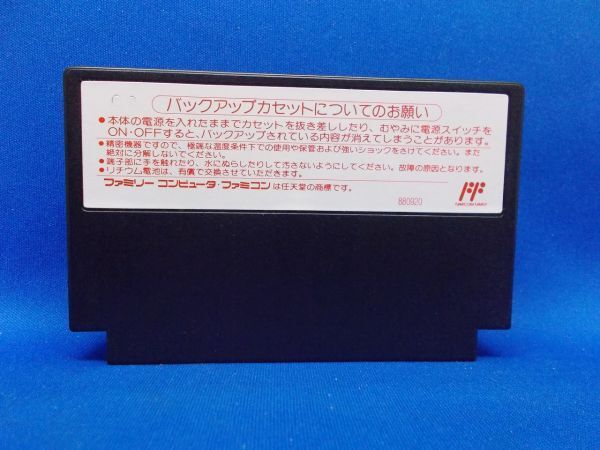 バックアップカセットについてのお願い
●本体の電源を入れたままでカセットを抜き差ししたり、むやみに電源スイッチを
ON・OFFすると、バックアップされている内容が消えてしまうことがあります。
●精密機器ですので、極端な温度条件下での使用や保管および強いショックをさけてください。また
絶対に分解しないでください。
●端子部に手を触れたり、水にぬらしたりして汚さないようにしてください。故障の原因となります。
●リチウム電池は、有償で交換させていただきます。
ファミリーコンピュータ・ファミコンは任天堂の商標です。
FF
880920